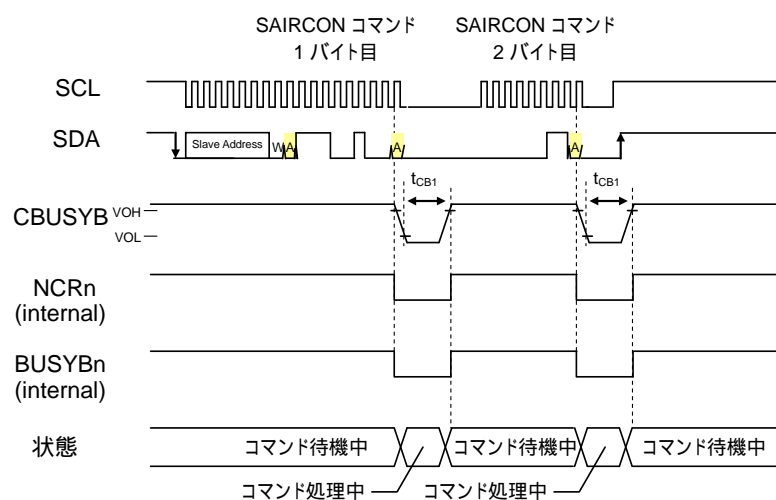 SAIRCON コマンド SAIRCON コマンド
1 バイト目 2 バイト目
SCL
SDA
Slave Address W A A A
tCB1 tCB1
CBUSYB VOH
VOL
NCRn
(internal)
BUSYBn
(internal)
状態 コマンド待機中 コマンド待機中 コマンド待機中
コマンド処理中 コマンド処理中